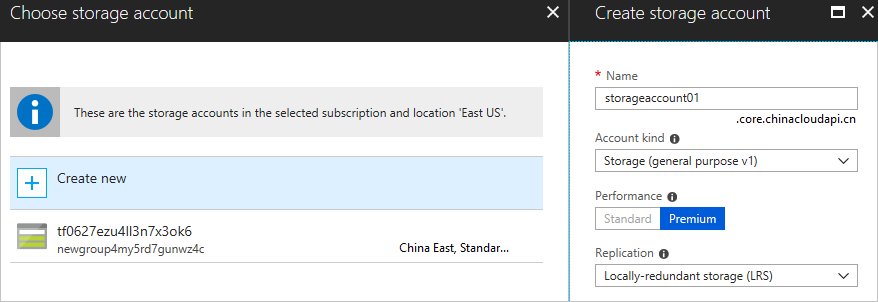 Choose storage account
These are the storage accounts in the selected subscription and location 'East US'.
Create new
tf0627ezu4ll3n7x3ok6
newgroup4my5rd7gunwz4c
China East, Standar...
Create storage account
* Name
storageaccount01
.core.chinacloudapi.cn
Account kind
Storage (general purpose v1)
Performance
Standard Premium
Replication
Locally-redundant storage (LRS)